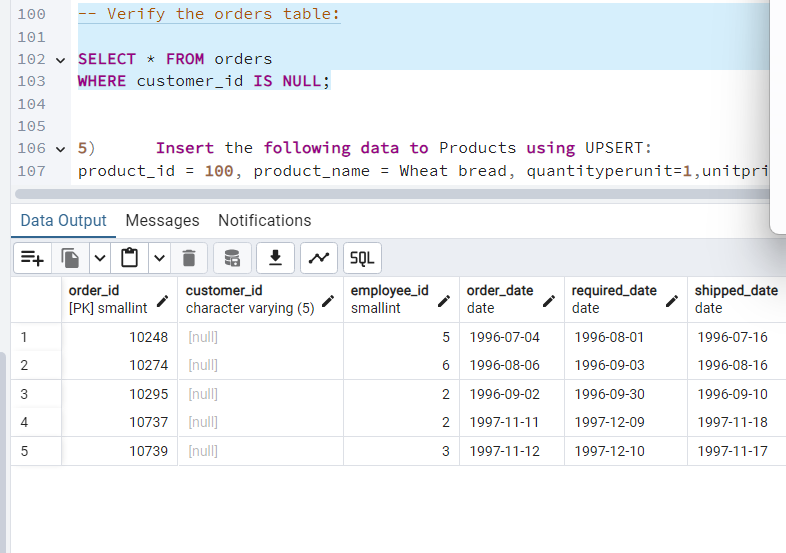 100 -- Verify the orders table:
101
102 SELECT * FROM orders
103 WHERE customer_id IS NULL;
104
105
106 5) Insert the following data to Products using UPSERT:
107 product_id = 100, product_name = Wheat bread, quantityperunit=1,unitpri
Data Output Messages Notifications
SQL
order_id customer_id employee_id order_date required_date shipped_date
[PK] smallint character varying (5) smallint date date date
1 10248 [null] 5 1996-07-04 1996-08-01 1996-07-16
2 10274 [null] 6 1996-08-06 1996-09-03 1996-08-16
3 10295 [null] 2 1996-09-02 1996-09-30 1996-09-10
4 10737 [null] 2 1997-11-11 1997-12-09 1997-11-18
5 10739 [null] 3 1997-11-12 1997-12-10 1997-11-17